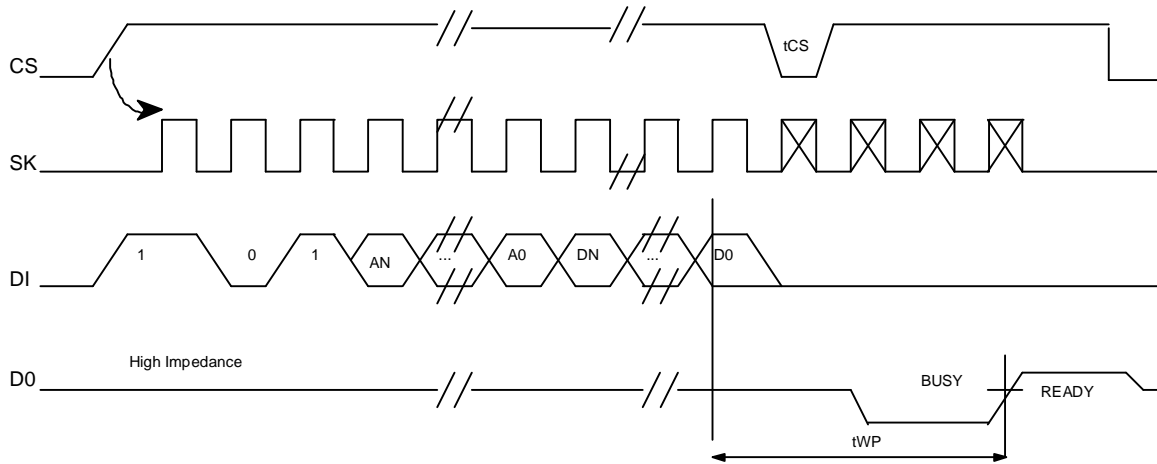 tCS
CS
SK
1 0 1 AN ... A0 DN ... D0
DI
High Impedance
D0
BUSY
READY
tWP